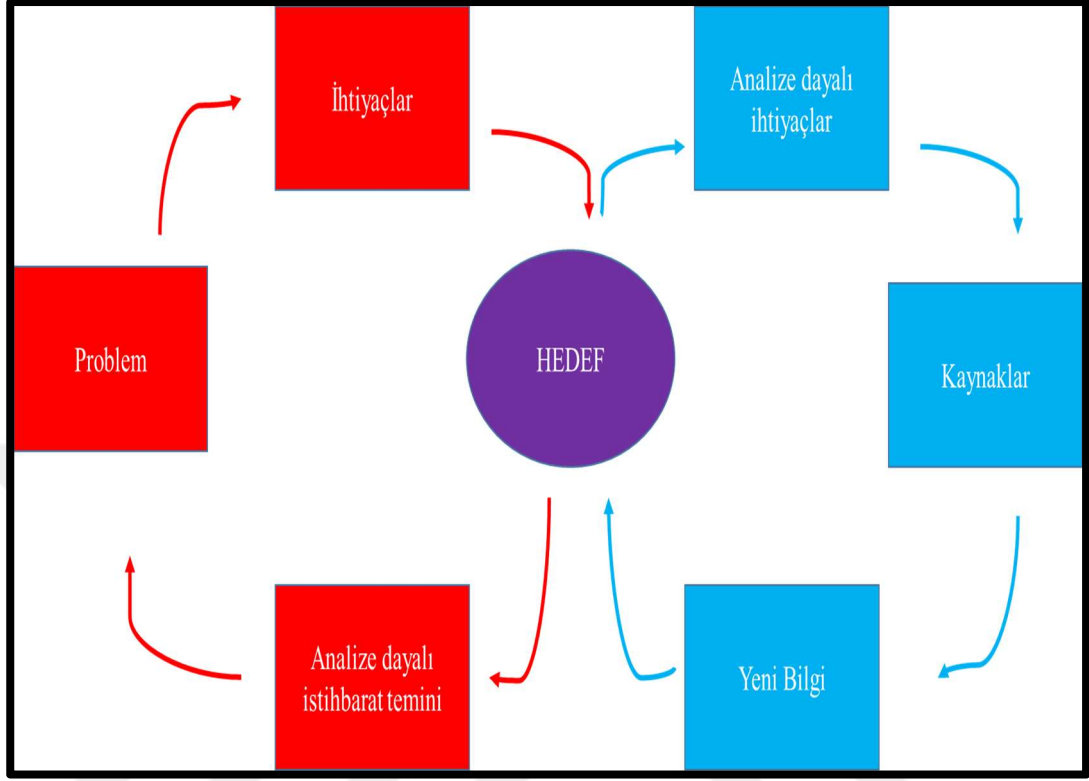 İhtiyaçlar
Analize dayalı
ihtiyaçlar
Problem
HEDEF
Kaynaklar
Analize dayalı
istihbarat temini
Yeni Bilgi